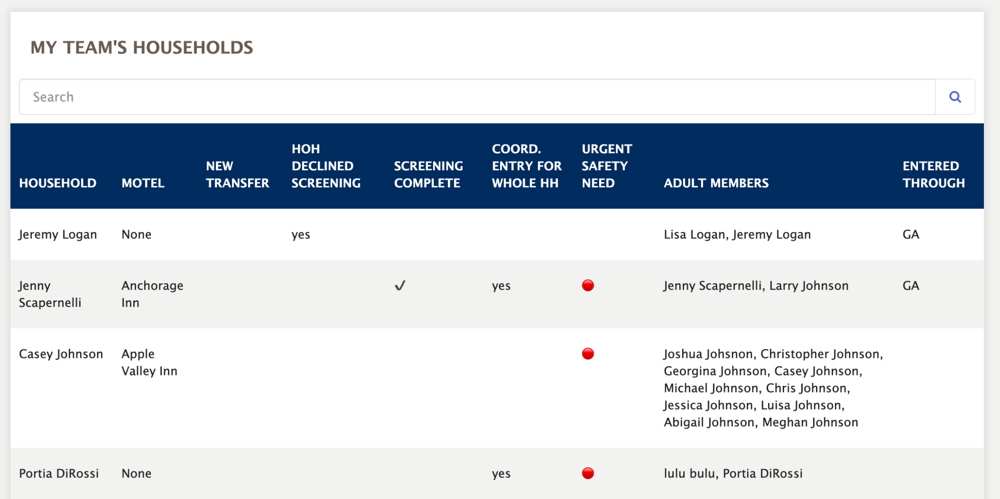 MY TEAM'S HOUSEHOLDS
Search
HOUSEHOLD MOTEL NEW TRANSFER HOH DECLINED SCREENING SCREENING COMPLETE COORD. ENTRY FOR WHOLE HH URGENT SAFETY NEED ADULT MEMBERS ENTERED THROUGH
Jeremy Logan None yes Lisa Logan, Jeremy Logan GA
Jenny Anchorage ✓ yes Jenny Scapernelli, Larry Johnson GA
Scapernelli Inn
Casey Johnson Apple Joshua Johsnon, Christopher Johnson,
Valley Inn Georgina Johnson, Casey Johnson,
Michael Johnson, Chris Johnson,
Jessica Johnson, Luisa Johnson,
Abigail Johnson, Meghan Johnson
Portia DiRossi None yes lulu bulu, Portia DiRossi